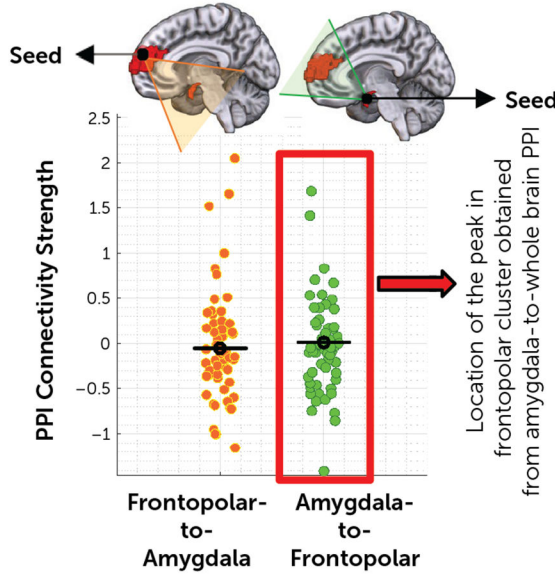 Seed
Seed
PPI Connectivity Strength
2.5
2
1.5
1
0.5
0
−0.5
−1
Frontopolar-
to-
Amygdala
Amygdala-
to-
Frontopolar
Location of the peak in
frontopolar cluster obtained
from amygdala-to-whole brain PPI